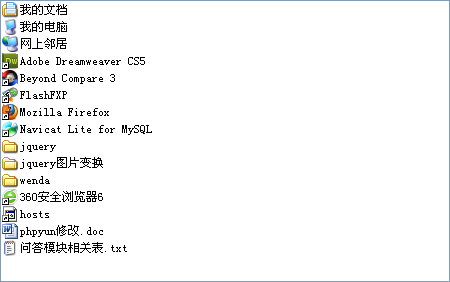 我的文档
我的电脑
网上邻居
Adobe Dreamweaver CS5
Beyond Compare 3
FlashFXP
Mozilla Firefox
Navicat Lite for MySQL
jquery
jquery图片变换
wenda
360安全浏览器6
hosts
phpyun修改.doc
问答模块相关表.txt